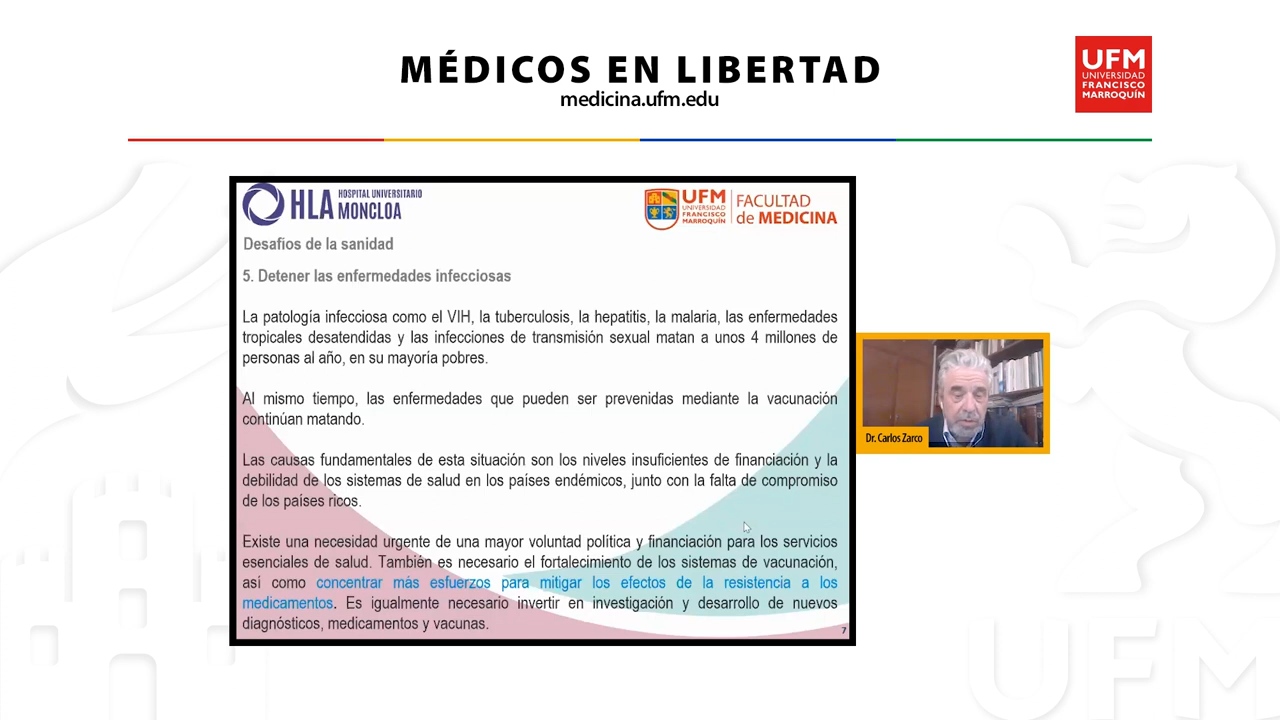 MÉDICOS EN LIBERTAD
medicina.ufm.edu
UFM
UNIVERSIDAD
FRANCISCO
MARROQUÍN
HLA
HOSPITAL UNIVERSITARIO
MONCLOA
UFM
UNIVERSIDAD
FRANCISCO
MARROQUÍN
FACULTAD
de MEDICINA
Desafíos de la sanidad
5. Detener las enfermedades infecciosas
La patología infecciosa como el VIH, la tuberculosis, la hepatitis, la malaria, las enfermedades
tropicales desatendidas y las infecciones de transmisión sexual matan a unos 4 millones de
personas al año, en su mayoría pobres.
Al mismo tiempo, las enfermedades que pueden ser prevenidas mediante la vacunación
continúan matando.
Las causas fundamentales de esta situación son los niveles insuficientes de financiación y la
debilidad de los sistemas de salud en los países endémicos, junto con la falta de compromiso
de los países ricos.
Existe una necesidad urgente de una mayor voluntad política y financiación para los servicios
esenciales de salud. También es necesario el fortalecimiento de los sistemas de vacunación,
así como concentrar más esfuerzos para mitigar los efectos de la resistencia a los
medicamentos. Es igualmente necesario invertir en investigación y desarrollo de nuevos
diagnósticos, medicamentos y vacunas.
7
Dr. Carlos Zarco
UFM